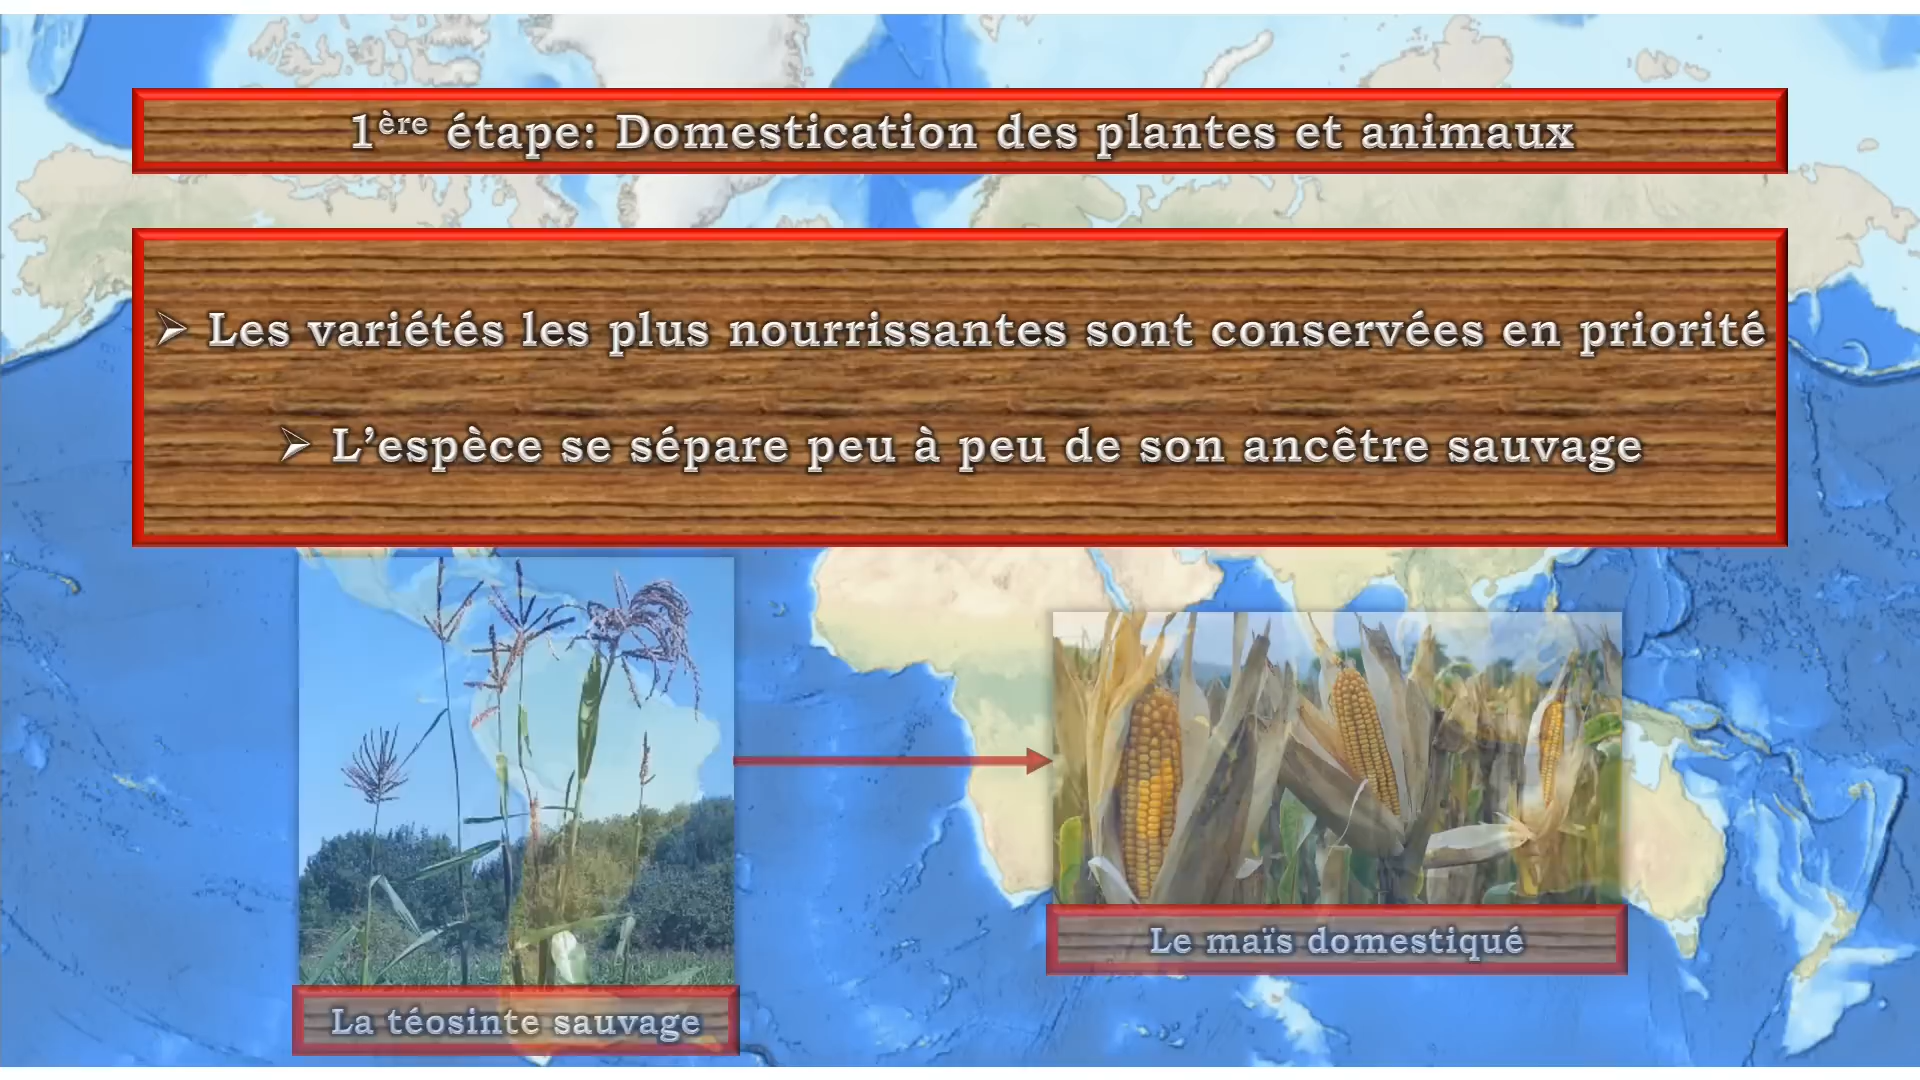 1ère étape: Domestication des plantes et animaux
➢ Les variétés les plus nourrissantes sont conservées en priorité
➢ L’espèce se sépare peu à peu de son ancêtre sauvage
Le maïs domestiqué
La téosinte sauvage